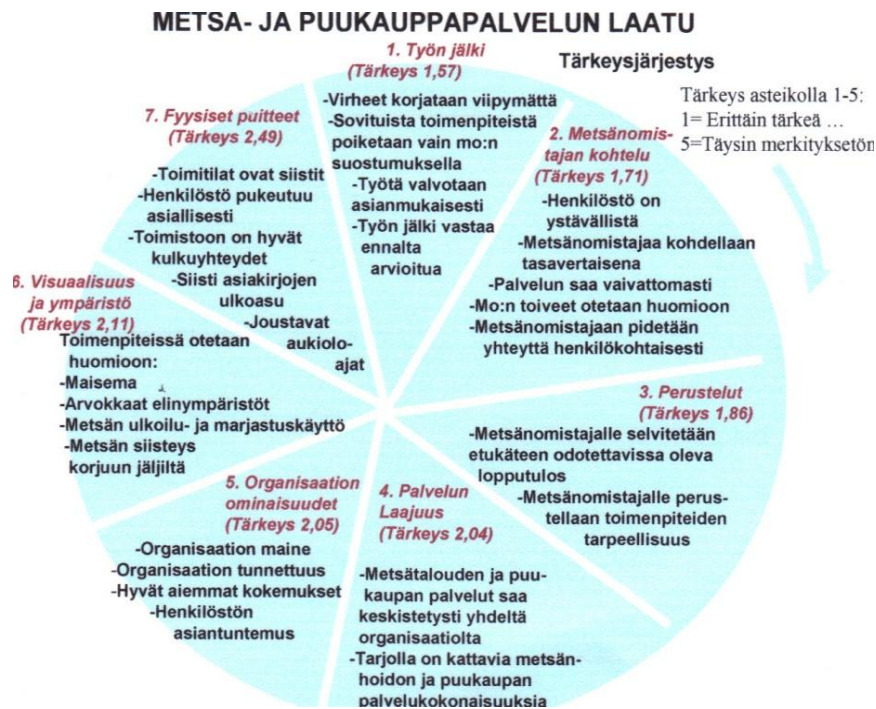 METSA- JA PUUKAUPPAPALVELUN LAATU
Tärkeysjärjestys
Tärkeys asteikolla 1-5:
1= Erittäin tärkeä ...
5=Täysin merkityksetön
1. Työn jälki
(Tärkeys 1,57)
-Virheet korjataan viipymättä
-Sovituista toimenpiteistä
poiketaan vain mo:n
suostumuksella
-Työtä valvotaan
asianmukaisesti
-Työn jälki vastaa
ennalta
arvioitua
2. Metsänomis-
tajan kohtelu
(Tärkeys 1,71)
-Henkilöstö on
ystävällistä
-Metsänomistajaa kohdellaan
tasavertaisena
-Palvelun saa vaivattomasti
-Mo:n toiveet otetaan huomioon
-Metsänomistajaan pidetään
yhteyttä henkilökohtaisesti
3. Perustelut
(Tärkeys 1,86)
-Metsänomistajalle selvitetään
etukäteen odotettavissa oleva
lopputulos
-Metsänomistajalle perus-
tellaan toimenpiteiden
tarpeellisuus
4. Palvelun
Laajuus
(Tärkeys 2,04)
-Metsätalouden ja puu-
kaupan palvelut saa
keskistetysti yhdeltä
organisaatiolta
-Tarjolla on kattavia metsän-
hoidon ja puukaupan
palvelukokonaisuuksia
5. Organisaation
ominaisuudet
(Tärkeys 2,05)
-Organisaation maine
-Organisaation tunnettuus
-Hyvät aiemmat kokemukset
-Henkilöstön
asiantuntemus
6. Visuaalisuus
ja ympäristö
(Tärkeys 2,11)
Toimenpiteissä otetaan
huomioon:
-Maisema
-Arvokkaat elinympäristöt
-Metsän ulkoilu- ja marjastuskäyttö
-Metsän siisteys
korjuun jäljiltä
7. Fyysiset puitteet
(Tärkeys 2,49)
-Toimitilat ovat siistit
-Henkilöstö pukeutuu
asiallisesti
-Toimistoon on hyvät
kulkuyhteydet
-Siisti asiakirjojen
ulkoasu
-Joustavat
aukiolo-
ajat